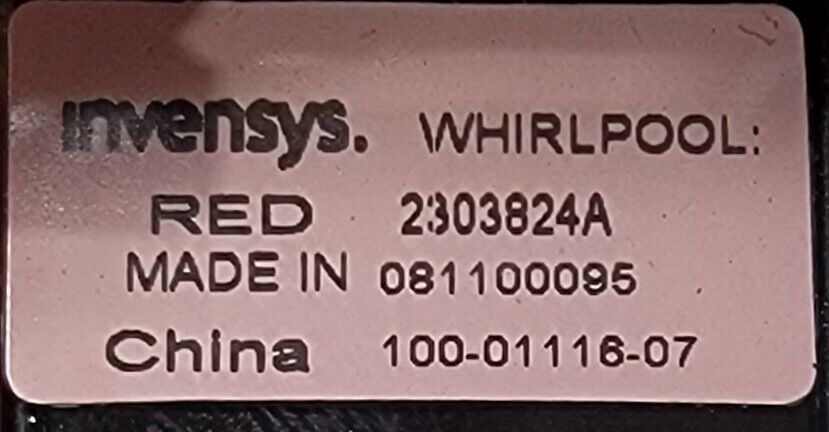 invensys. WHIRLPOOL:
RED 2303824A
MADE IN 081100095
China 100-01116-07